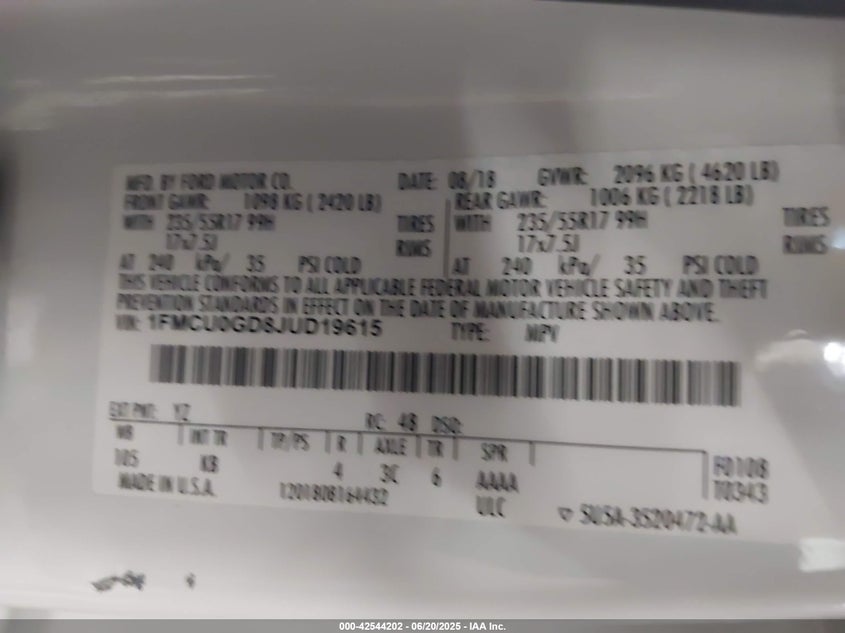 MFD. BY FORD MOTOR CO. DATE: 08/18 GVWR: 2096 KG ( 4620 LB)
FRONT GAWR: 1098 KG ( 2420 LB) REAR GAWR: 1006 KG ( 2218 LB)
WITH 235/55R17 99H TIRES WITH 235/55R17 99H TIRES
17x7.5J RIMS 17x7.5J RIMS
AT 240 kPa/ 35 PSI COLD AT 240 kPa/ 35 PSI COLD
THIS VEHICLE CONFORMS TO ALL APPLICABLE FEDERAL MOTOR VEHICLE SAFETY AND THEFT
PREVENTION STANDARDS IN EFFECT ON THE DATE OF MANUFACTURE SHOWN ABOVE.
VIN: 1FMCU0GD8JUD19615 TYPE: MPV
EXT PNT: YZ RC: 48 DSO:
WB INT TR TP/PS R AXLE TR SPR
105 KB 4 3C 6 AAAA F0108
MADE IN U.S.A. 1201808164432 ULC T0343
5U5A-3520472-AA
000-42544202 - 06/20/2025 - IAA Inc.